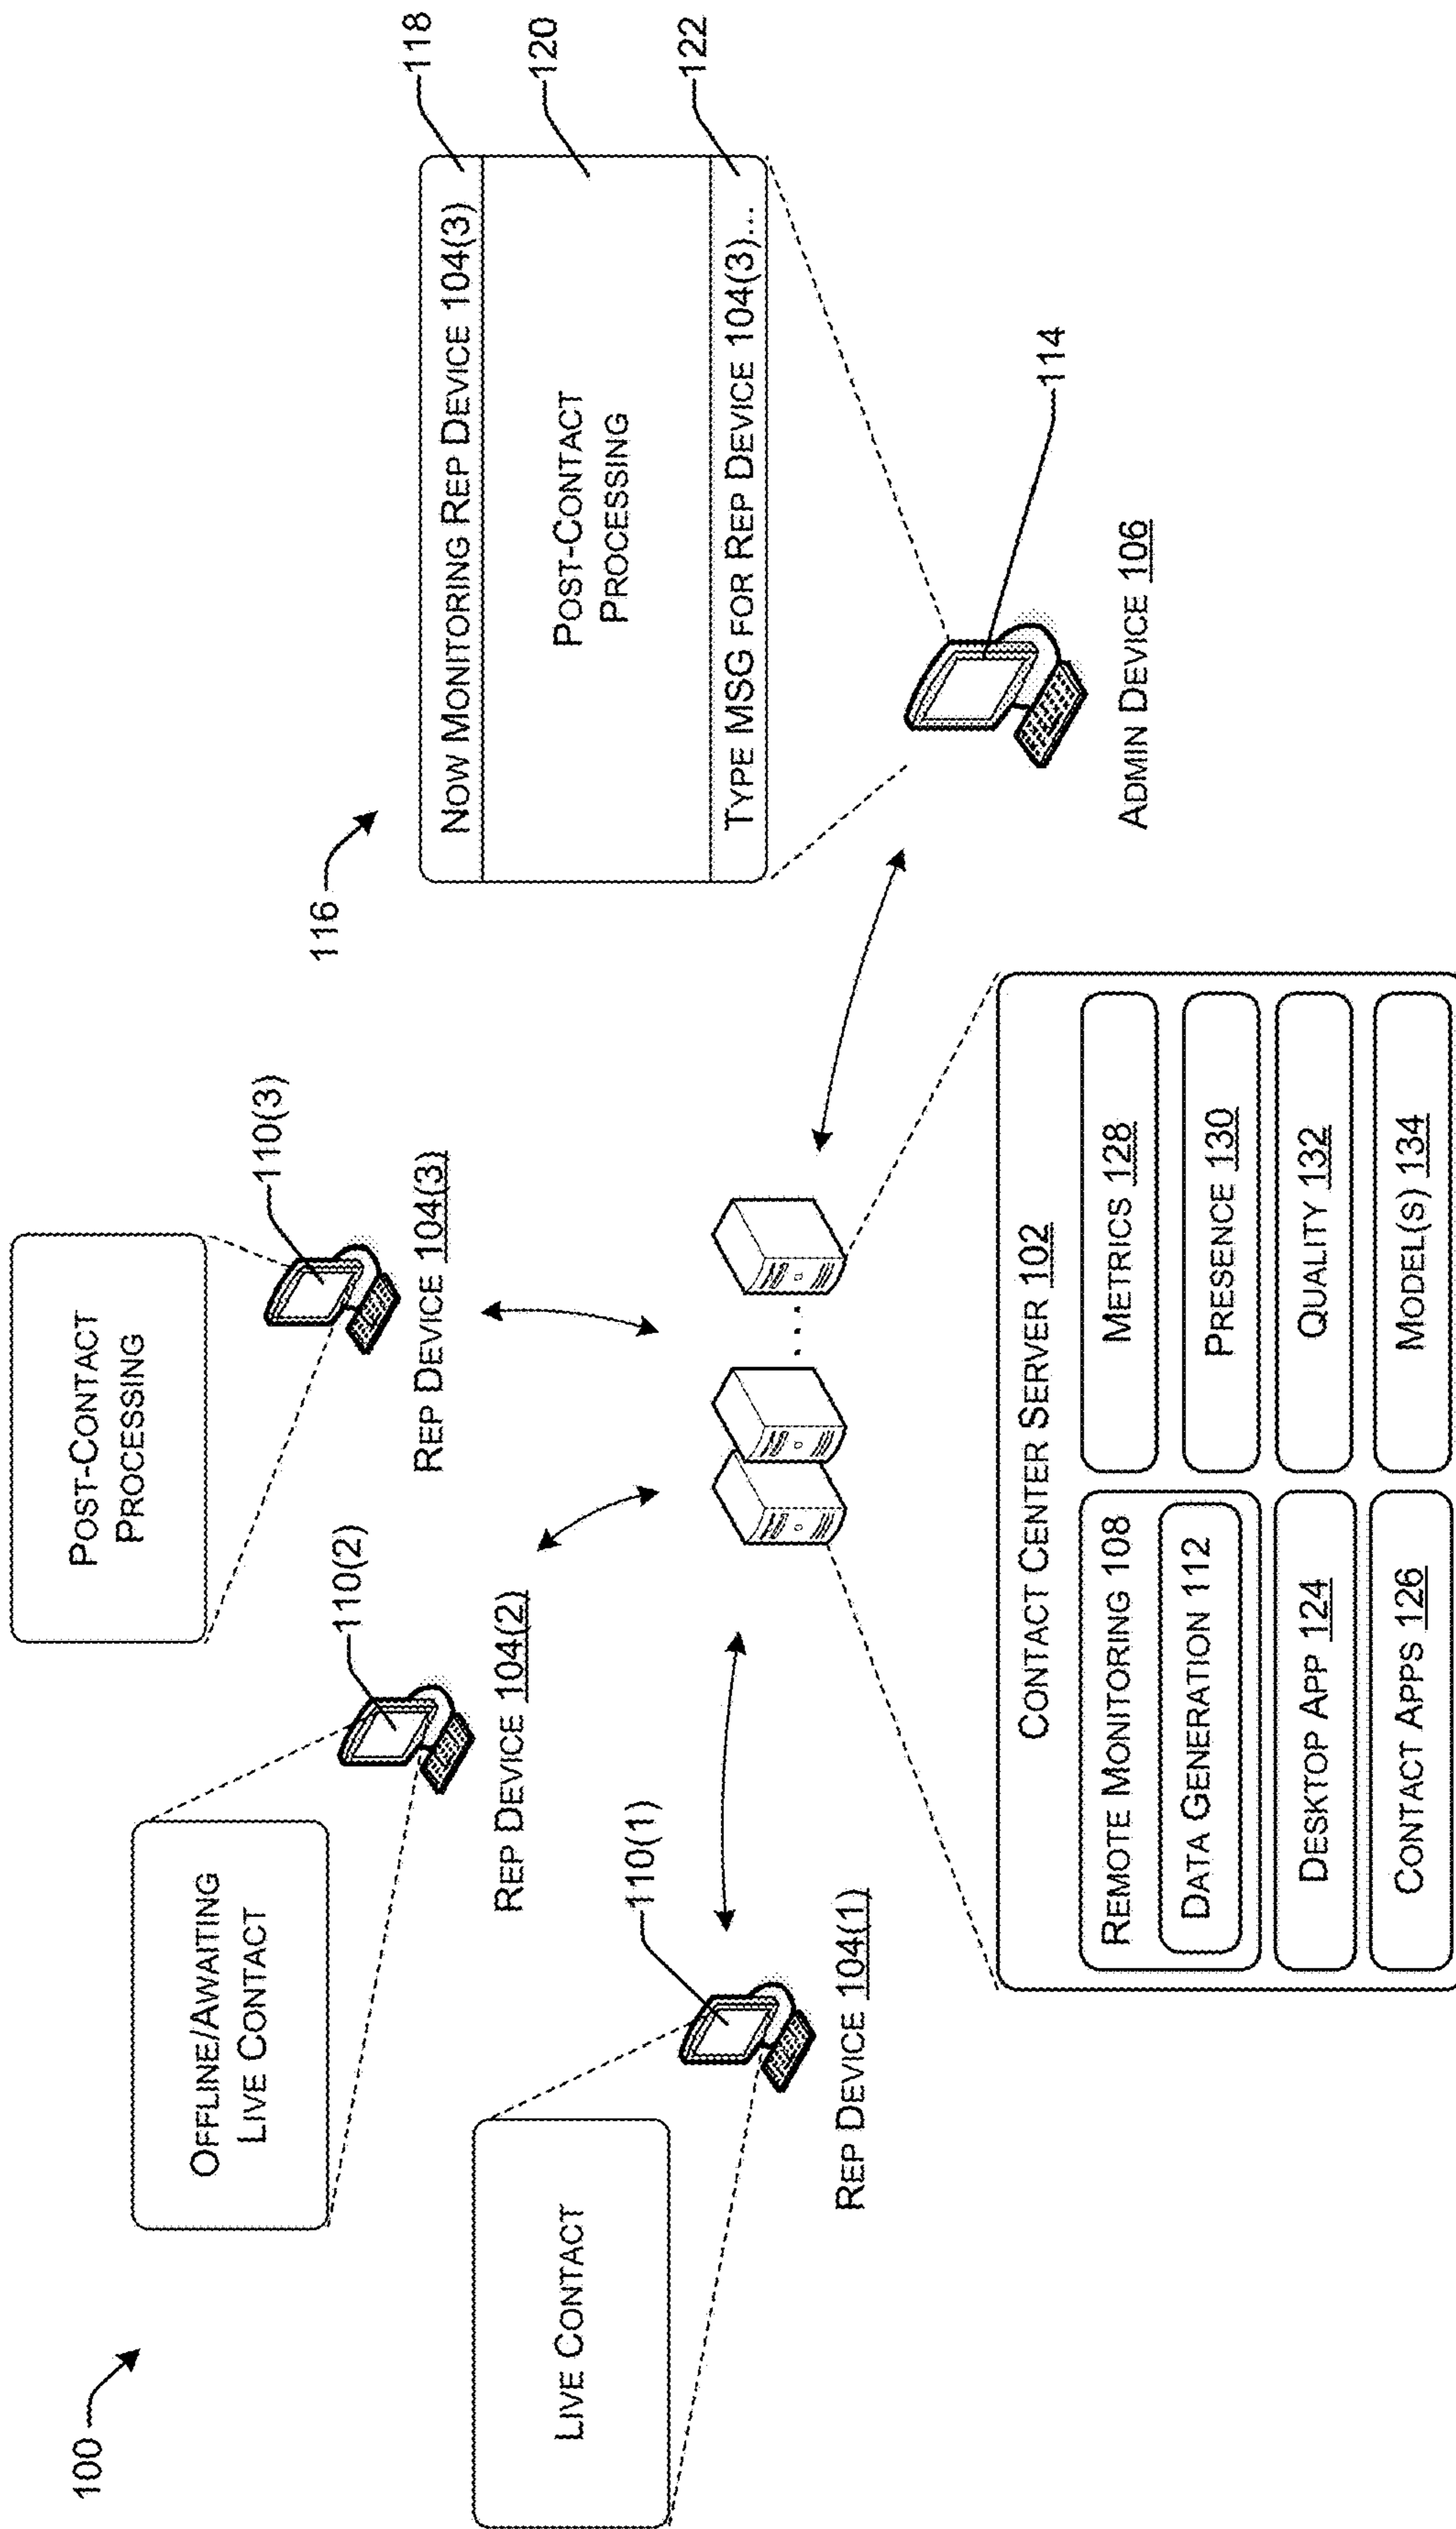 100
LIVE CONTACT
OFFLINE/AWAITING
LIVE CONTACT
POST-CONTACT
PROCESSING
110(1)
REP DEVICE 104(1)
110(2)
REP DEVICE 104(2)
110(3)
REP DEVICE 104(3)
116
NOW MONITORING REP DEVICE 104(3)
118
POST-CONTACT
PROCESSING
120
TYPE MSG FOR REP DEVICE 104(3)...
122
114
ADMIN DEVICE 106
CONTACT CENTER SERVER 102
REMOTE MONITORING 108
DATA GENERATION 112
DESKTOP APP 124
CONTACT APPS 126
METRICS 128
PRESENCE 130
QUALITY 132
MODEL(S) 134